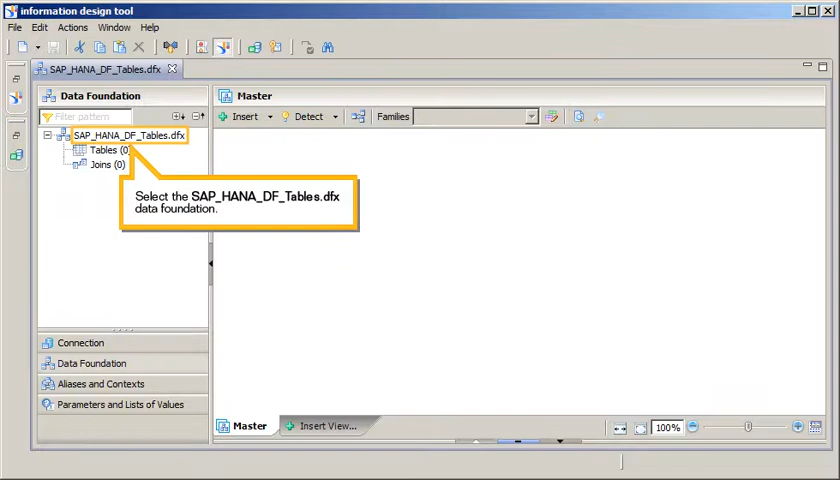 information design tool
File Edit Actions Window Help
SAP_HANA_DF_Tables.dfx
Data Foundation
Master
Filter pattern
Insert Detect Families
SAP_HANA_DF_Tables.dfx
Tables (0)
Joins (0)
Select the SAP_HANA_DF_Tables.dfx
data foundation.
Connection
Data Foundation
Aliases and Contexts
Parameters and Lists of Values
Master Insert View... 100%